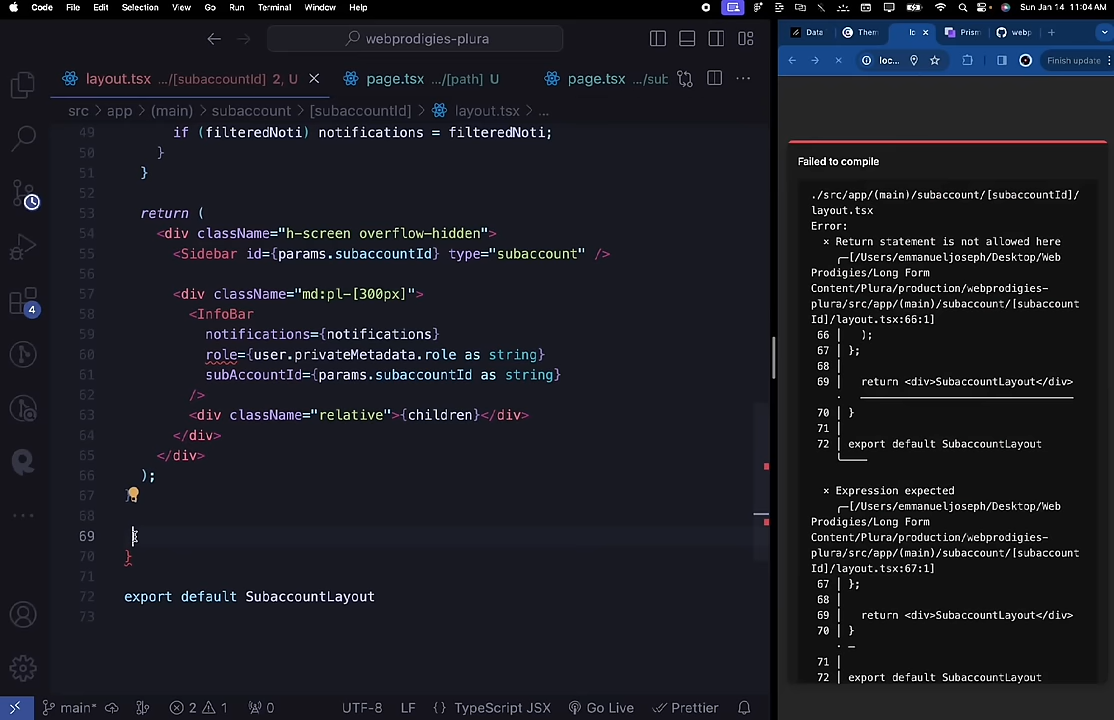 Code File Edit Selection View Go Run Terminal Window Help
Sun Jan 14 11:04 AM
webprodigies-plura
layout.tsx .../[subaccountId] 2, U
page.tsx .../[path] U
page.tsx .../sub
src > app > (main) > subaccount > [subaccountId] > layout.tsx > ...
49 if (filteredNoti) notifications = filteredNoti;
50 }
51 }
52
53 return (
54 <div className="h-screen overflow-hidden">
55 <Sidebar id={params.subaccountId} type="subaccount" />
56
57 <div className="md:pl-[300px]">
58 <InfoBar
59 notifications={notifications}
60 role={user.privateMetadata.role as string}
61 subAccountId={params.subaccountId as string}
62 />
63 <div className="relative">{children}</div>
64 </div>
65 </div>
66 );
67
68
69
70 }
71
72 export default SubaccountLayout
73
4
4
main*
2 1
0
UTF-8
LF
{ } TypeScript JSX
Go Live
Prettier
Data
Them
lc
Prism
webp
loc...
Finish update
Failed to compile
./src/app/(main)/subaccount/[subaccountId]/
layout.tsx
Error:
× Return statement is not allowed here
╭─[/Users/emmanueljoseph/Desktop/Web
Prodigies/Long Form
Content/Plura/production/webprodigies-
plura/src/app/(main)/subaccount/[subaccount
Id]/layout.tsx:66:1]
66 │ );
67 │ };
68 │
69 │ return <div>SubaccountLayout</div>
70 │ }
71 │
72 │ export default SubaccountLayout
× Expression expected
╭─[/Users/emmanueljoseph/Desktop/Web
Prodigies/Long Form
Content/Plura/production/webprodigies-
plura/src/app/(main)/subaccount/[subaccount
Id]/layout.tsx:67:1]
67 │ };
68 │
69 │ return <div>SubaccountLayout</div>
70 │ }
71 │
72 │ export default SubaccountLayout